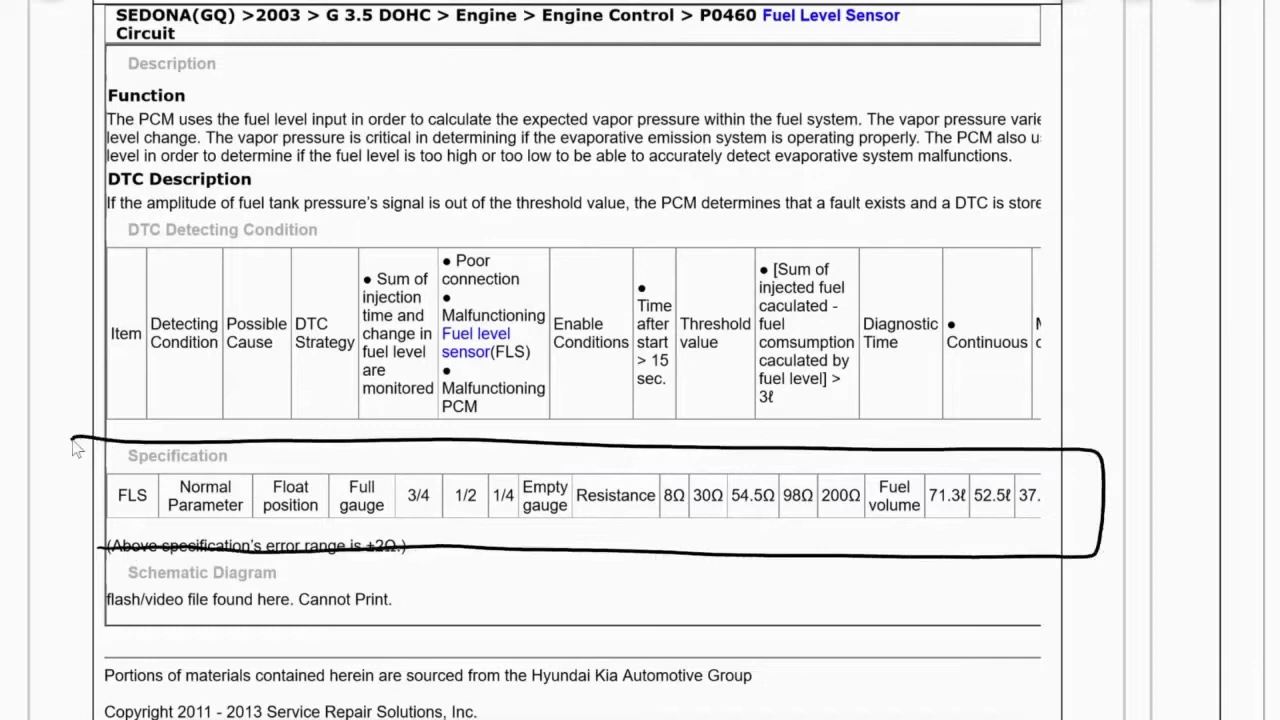 SEDONA(GQ) >2003 > G 3.5 DOHC > Engine > Engine Control > P0460 Fuel Level Sensor
Circuit
Description
Function
The PCM uses the fuel level input in order to calculate the expected vapor pressure within the fuel system. The vapor pressure varie
level change. The vapor pressure is critical in determining if the evaporative emission system is operating properly. The PCM also u
level in order to determine if the fuel level is too high or too low to be able to accurately detect evaporative system malfunctions.
DTC Description
If the amplitude of fuel tank pressure's signal is out of the threshold value, the PCM determines that a fault exists and a DTC is store
DTC Detecting Condition
Item
Detecting
Condition
Possible
Cause
DTC
Strategy
● Sum of
injection
time and
change in
fuel level
are
monitored
● Poor
connection
●
Malfunctioning
Fuel level
sensor(FLS)
●
Malfunctioning
PCM
Enable
Conditions
●
Time
after
start
> 15
sec.
Threshold
value
● [Sum of
injected fuel
caculated -
fuel
comsumption
caculated by
fuel level] >
3ℓ
Diagnostic
Time
●
Continuous
Specification
FLS
Normal
Parameter
Float
position
Full
gauge
3/4
1/2
1/4
Empty
gauge
Resistance
8Ω
30Ω
54.5Ω
98Ω
200Ω
Fuel
volume
71.3ℓ
52.5ℓ
37.
(Above specification's error range is ±2Ω.)
Schematic Diagram
flash/video file found here. Cannot Print.
Portions of materials contained herein are sourced from the Hyundai Kia Automotive Group
Copyright 2011 - 2013 Service Repair Solutions, Inc.